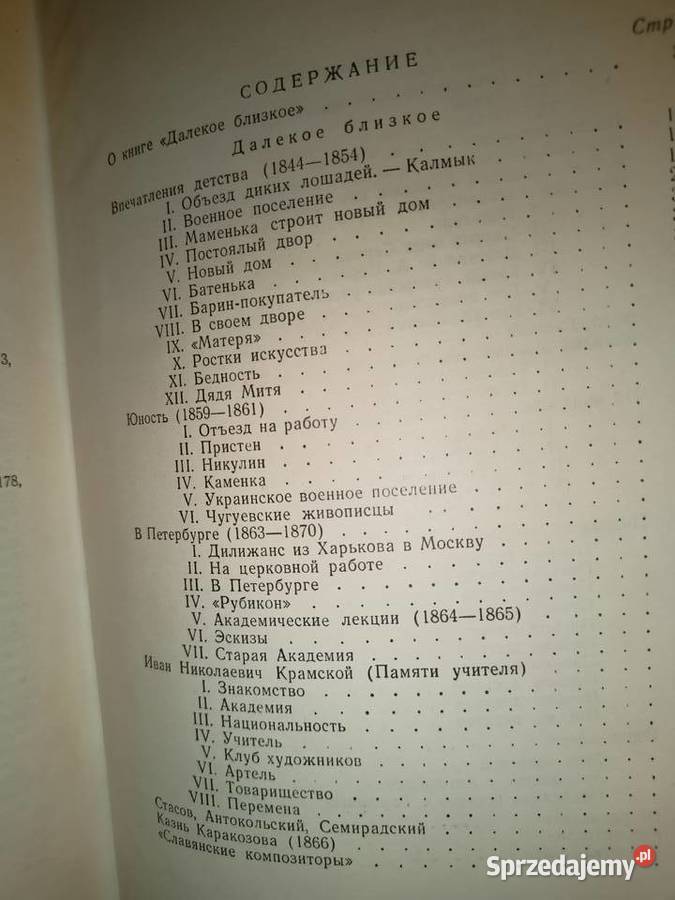 Стр
СОДЕРЖАНИЕ
О книге «Далекое близкое»
Далекое близкое
Впечатления детства (1844—1854)
I. Объезд диких лошадей. — Калмык
II. Военное поселение
III. Маменька строит новый дом
IV. Постоялый двор
V. Новый дом
VI. Батенька
VII. Барин-покупатель
VIII. В своем дворе
IX. «Матеря»
X. Ростки искусства
XI. Бедность
XII. Дядя Митя
Юность (1859—1861)
I. Отъезд на работу
II. Пристен
III. Никулин
IV. Каменка
V. Украинское военное поселение
VI. Чугуевские живописцы
В Петербурге (1863—1870)
I. Дилижанс из Харькова в Москву
II. На церковной работе
III. В Петербурге
IV. «Рубикон»
V. Академические лекции (1864—1865)
VI. Эскизы
VII. Старая Академия
Иван Николаевич Крамской (Памяти учителя)
I. Знакомство
II. Академия
III. Национальность
IV. Учитель
V. Клуб художников
VI. Артель
VII. Товарищество
VIII. Перемена
Стасов, Антокольский, Семирадский
Казнь Каракозова (1866)
«Славянские композиторы»
3,
178,
Sprzedajemy.pl